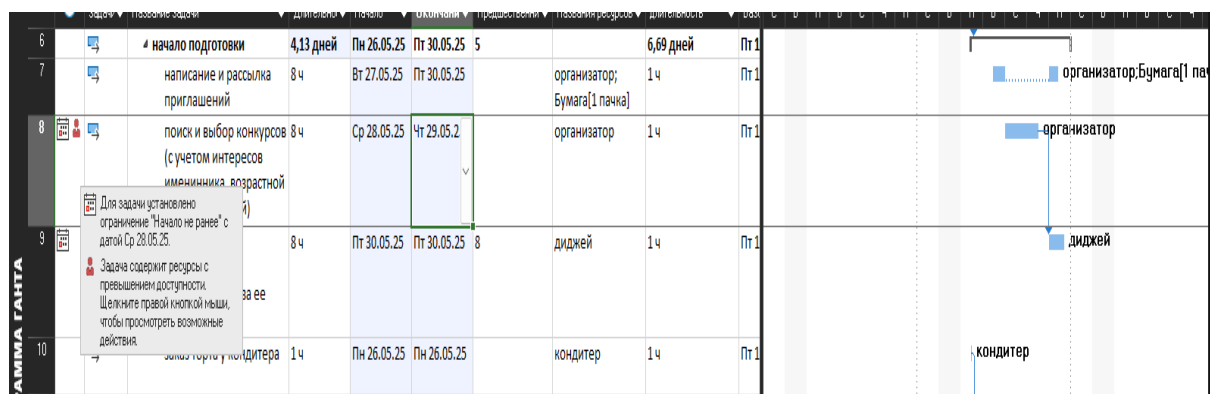 Название задачи Длительно Начало Окончани Предшественни Названия ресурсов Длительность
6 начало подготовки 4,13 дней Пн 26.05.25 Пт 30.05.25 5 6,69 дней Пт 1
7 написание и рассылка 8 ч Вт 27.05.25 Пт 30.05.25 организатор; 1 ч Пт 1 организатор;Бумага[1 пач
приглашений Бумага[1 пачка]
8 поиск и выбор конкурсов 8 ч Ср 28.05.25 Чт 29.05.2 организатор 1 ч Пт 1 организатор
(с учетом интересов
именинника, возрастной
й)
Для задачи установлено
ограничение "Начало не ранее" с
датой Ср 28.05.25.
Задача содержит ресурсы с
превышением доступности.
Щелкните правой кнопкой мыши,
чтобы просмотреть возможные
действия.
9 8 ч Пт 30.05.25 Пт 30.05.25 8 диджей 1 ч Пт 1 диджей
за ее
10 заказ торта у кондитера 1 ч Пн 26.05.25 Пн 26.05.25 кондитер 1 ч Пт 1 кондитер
РАММА ГАНТА